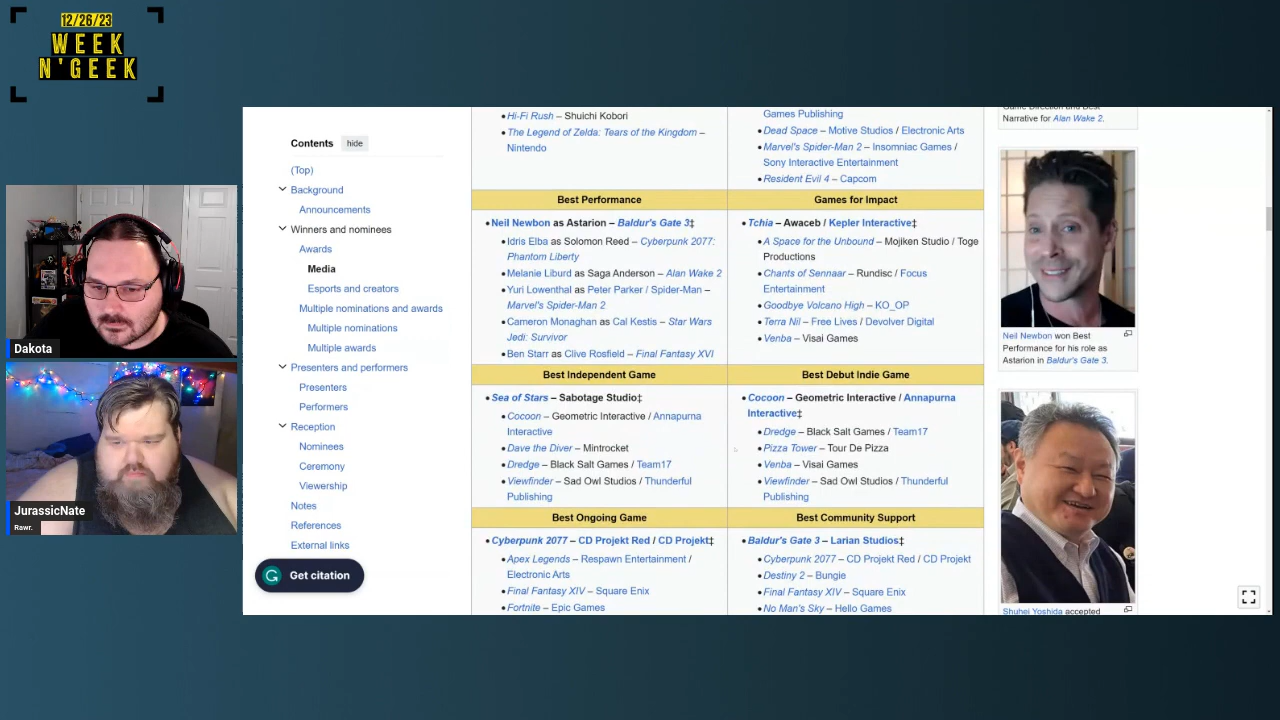 12/26/23
WEEK
N'GEEK
Dakota
JurassicNate
Rawr.
Contents hide
(Top)
Background
Announcements
Winners and nominees
Awards
Media
Esports and creators
Multiple nominations and awards
Multiple nominations
Multiple awards
Presenters and performers
Presenters
Performers
Reception
Nominees
Ceremony
Viewership
Notes
References
External links
Get citation
• Hi-Fi Rush – Shuichi Kobori
• The Legend of Zelda: Tears of the Kingdom –
Nintendo
Games Publishing
• Dead Space – Motive Studios / Electronic Arts
• Marvel's Spider-Man 2 – Insomniac Games /
Sony Interactive Entertainment
• Resident Evil 4 – Capcom
Best Performance
Games for Impact
• Neil Newbon as Astarion – Baldur's Gate 3‡
• Idris Elba as Solomon Reed – Cyberpunk 2077:
Phantom Liberty
• Melanie Liburd as Saga Anderson – Alan Wake 2
• Yuri Lowenthal as Peter Parker / Spider-Man –
Marvel's Spider-Man 2
• Cameron Monaghan as Cal Kestis – Star Wars
Jedi: Survivor
• Ben Starr as Clive Rosfield – Final Fantasy XVI
• Tchia – Awaceb / Kepler Interactive‡
• A Space for the Unbound – Mojiken Studio / Toge
Productions
• Chants of Sennaar – Rundisc / Focus
Entertainment
• Goodbye Volcano High – KO_OP
• Terra Nil – Free Lives / Devolver Digital
• Venba – Visai Games
Best Independent Game
Best Debut Indie Game
• Sea of Stars – Sabotage Studio‡
• Cocoon – Geometric Interactive / Annapurna
Interactive
• Dave the Diver – Mintrocket
• Dredge – Black Salt Games / Team17
• Viewfinder – Sad Owl Studios / Thunderful
Publishing
• Cocoon – Geometric Interactive / Annapurna
Interactive‡
• Dredge – Black Salt Games / Team17
• Pizza Tower – Tour De Pizza
• Venba – Visai Games
• Viewfinder – Sad Owl Studios / Thunderful
Publishing
Best Ongoing Game
Best Community Support
• Cyberpunk 2077 – CD Projekt Red / CD Projekt‡
• Apex Legends – Respawn Entertainment /
Electronic Arts
• Final Fantasy XIV – Square Enix
• Fortnite – Epic Games
• Baldur's Gate 3 – Larian Studios‡
• Cyberpunk 2077 – CD Projekt Red / CD Projekt
• Destiny 2 – Bungie
• Final Fantasy XIV – Square Enix
• No Man's Sky – Hello Games
Game Direction and Best
Narrative for Alan Wake 2.
Neil Newbon won Best
Performance for his role as
Astarion in Baldur's Gate 3.
Shuhei Yoshida accepted